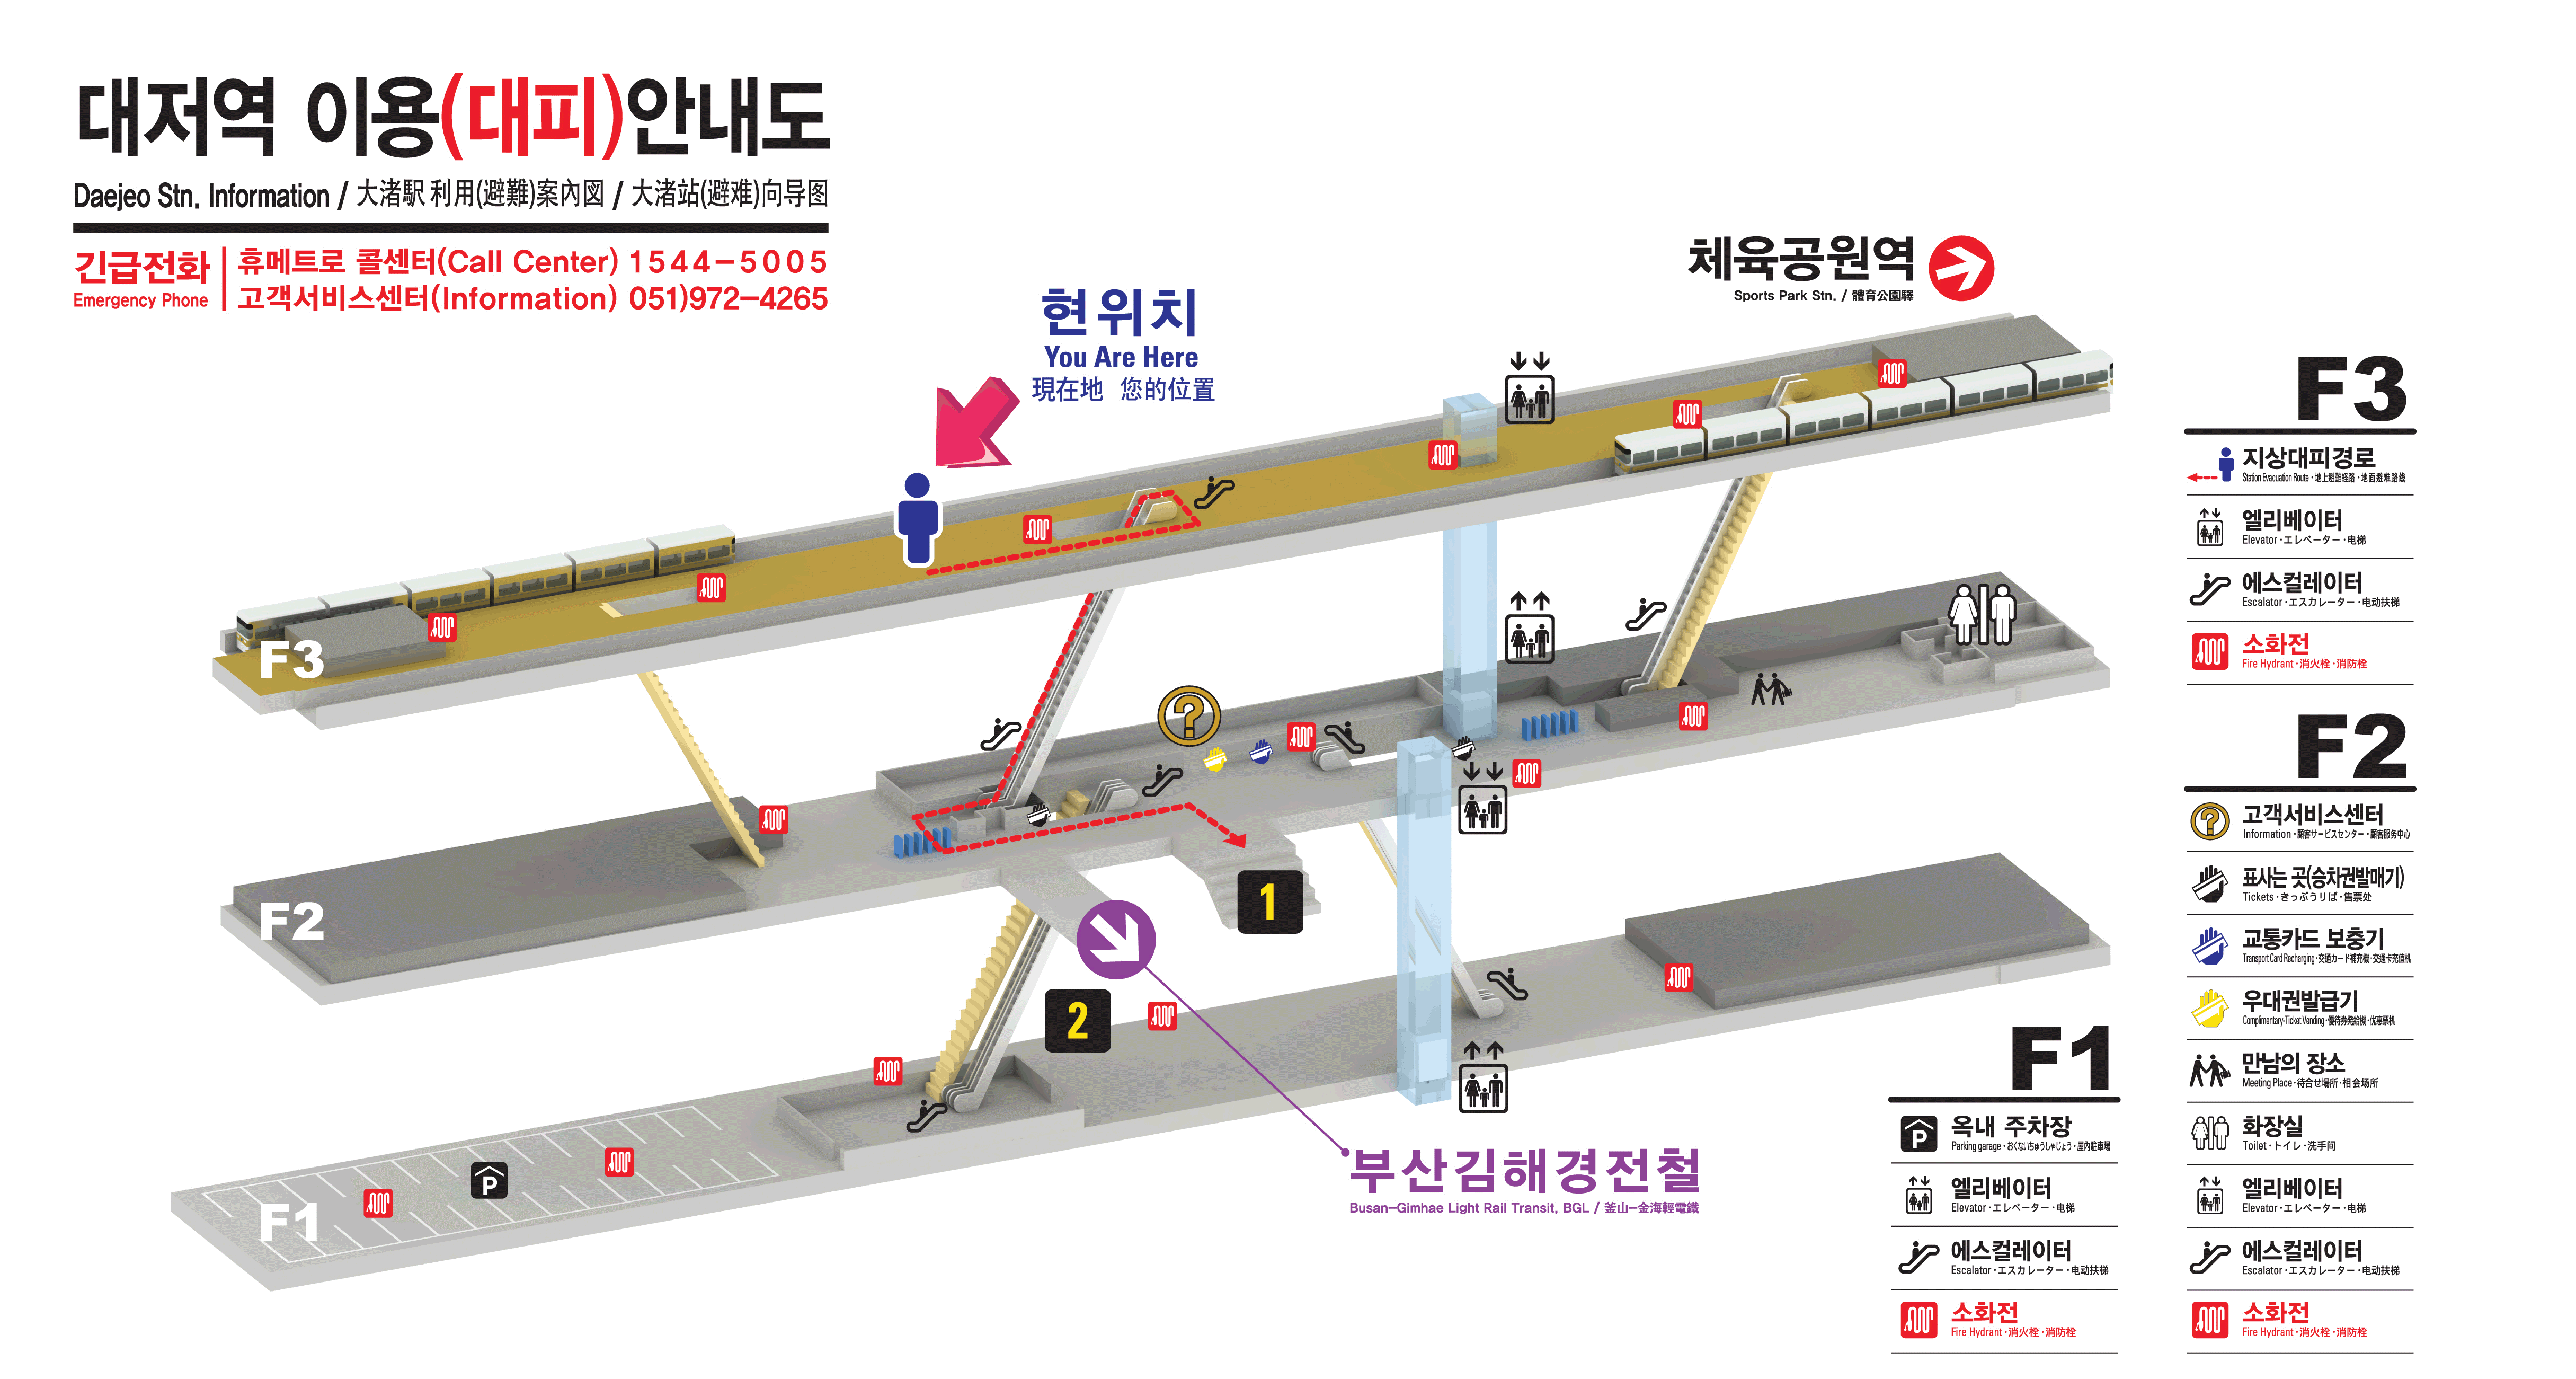 대저역 이용(대피)안내도
Daejeo Stn. Information / 大渚駅 利用(避難)案內図 / 大渚站(避难)向导图
긴급전화
Emergency Phone
휴메트로 콜센터(Call Center) 1544-5005
고객서비스센터(Information) 051)972-4265
현위치
You Are Here
現在地 您的位置
체육공원역
Sports Park Stn. / 體育公園驛
F3
F2
F1
1
2
P
부산김해경전철
Busan-Gimhae Light Rail Transit, BGL / 釜山-金海輕電鐵
F3
지상대피경로
Station Evacuation Route・地上避難経路・地面避难路线
엘리베이터
Elevator・エレベーター・电梯
에스컬레이터
Escalator・エスカレーター・电动扶梯
소화전
Fire Hydrant・消火栓・消防栓
F2
?
고객서비스센터
Information・顧客サービスセンター・顧客服务中心
표사는 곳(승차권발매기)
Tickets・きっぷうりば・售票处
교통카드 보충기
Transport Card Recharging・交通カード補充機・交通卡充值机
우대권발급기
Complimentary-Ticket Vending・優待券発給機・优惠票机
만남의 장소
Meeting Place・待合せ場所・相会场所
화장실
Toilet・トイレ・洗手间
엘리베이터
Elevator・エレベーター・电梯
에스컬레이터
Escalator・エスカレーター・电动扶梯
소화전
Fire Hydrant・消火栓・消防栓
F1
P
옥내 주차장
Parking garage・おくないちゅうしゃじょう・屋内駐車場
엘리베이터
Elevator・エレベーター・电梯
에스컬레이터
Escalator・エスカレーター・电动扶梯
소화전
Fire Hydrant・消火栓・消防栓
?